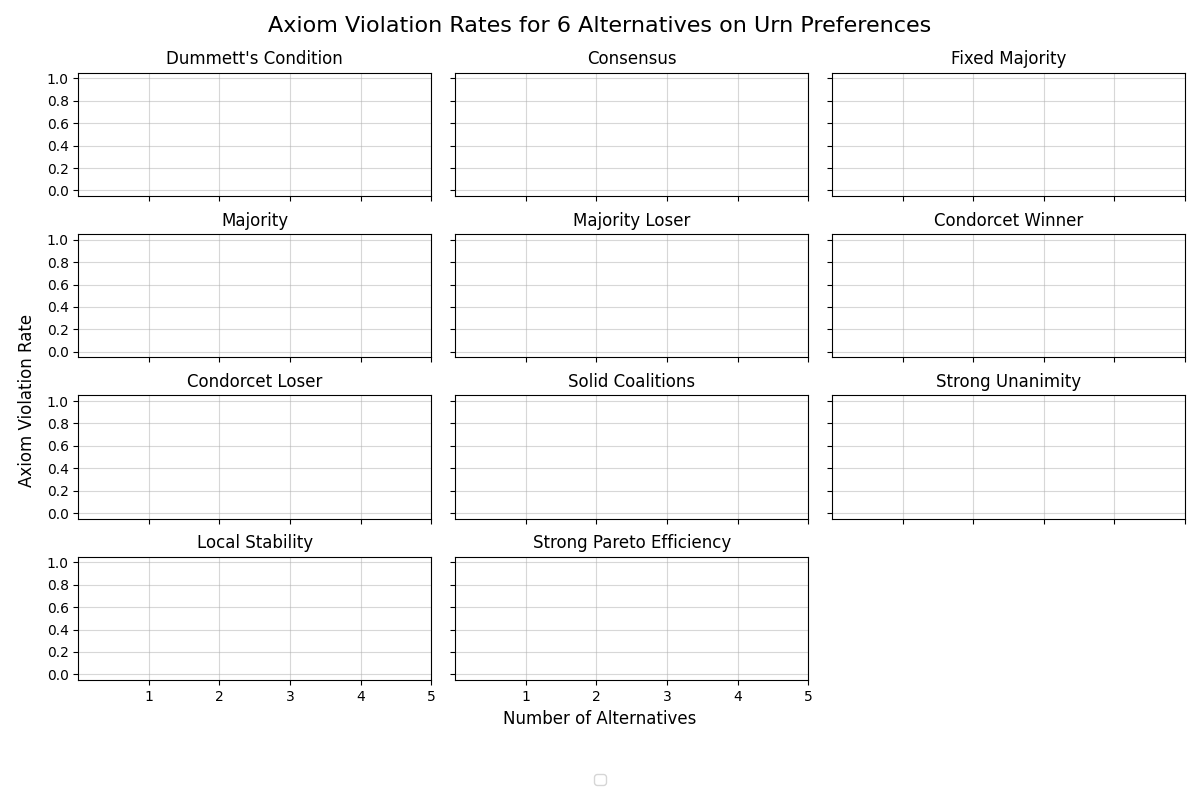 Axiom Violation Rates for 6 Alternatives on Urn Preferences
Dummett's Condition
Consensus
Fixed Majority
1.0
0.8
0.6
0.4
0.2
0.0
Majority
Majority Loser
Condorcet Winner
1.0
0.8
0.6
0.4
0.2
0.0
Axiom Violation Rate
Condorcet Loser
Solid Coalitions
Strong Unanimity
1.0
0.8
0.6
0.4
0.2
0.0
Local Stability
Strong Pareto Efficiency
1.0
0.8
0.6
0.4
0.2
0.0
1 2 3 4 5
1 2 3 4 5
Number of Alternatives